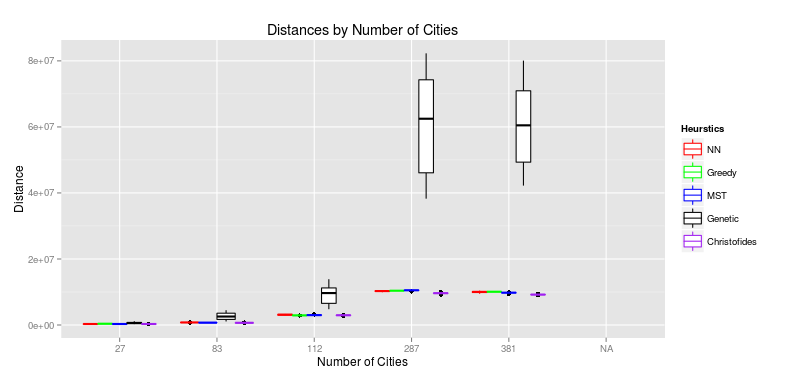 Distances by Number of Cities
Distance
8e+07
6e+07
4e+07
2e+07
0e+00
27 83 112 287 381 NA
Number of Cities
Heurstics
NN
Greedy
MST
Genetic
Christofides